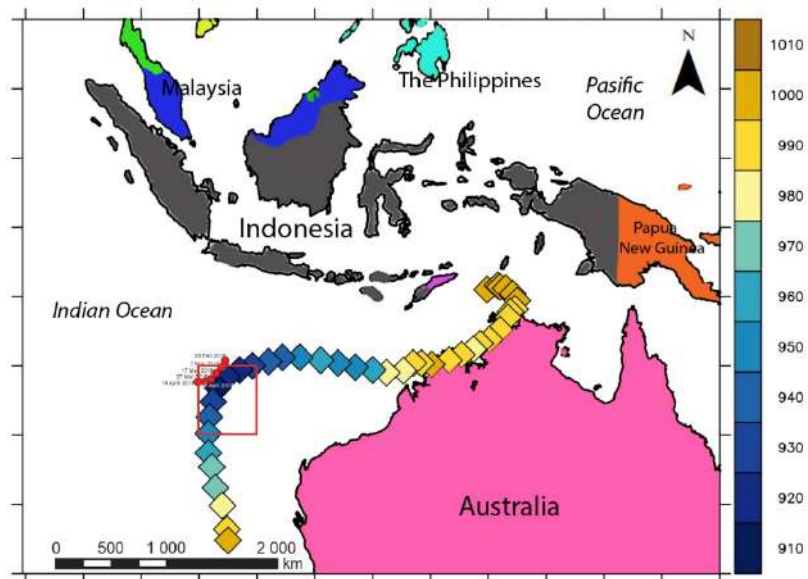 N
Malaysia
The Philippines
Pasific
Ocean
Indonesia
Papua
New Guinea
Indian Ocean
Australia
0 500 1 000 2 000
km
1010
1000
990
980
970
960
950
940
930
920
910